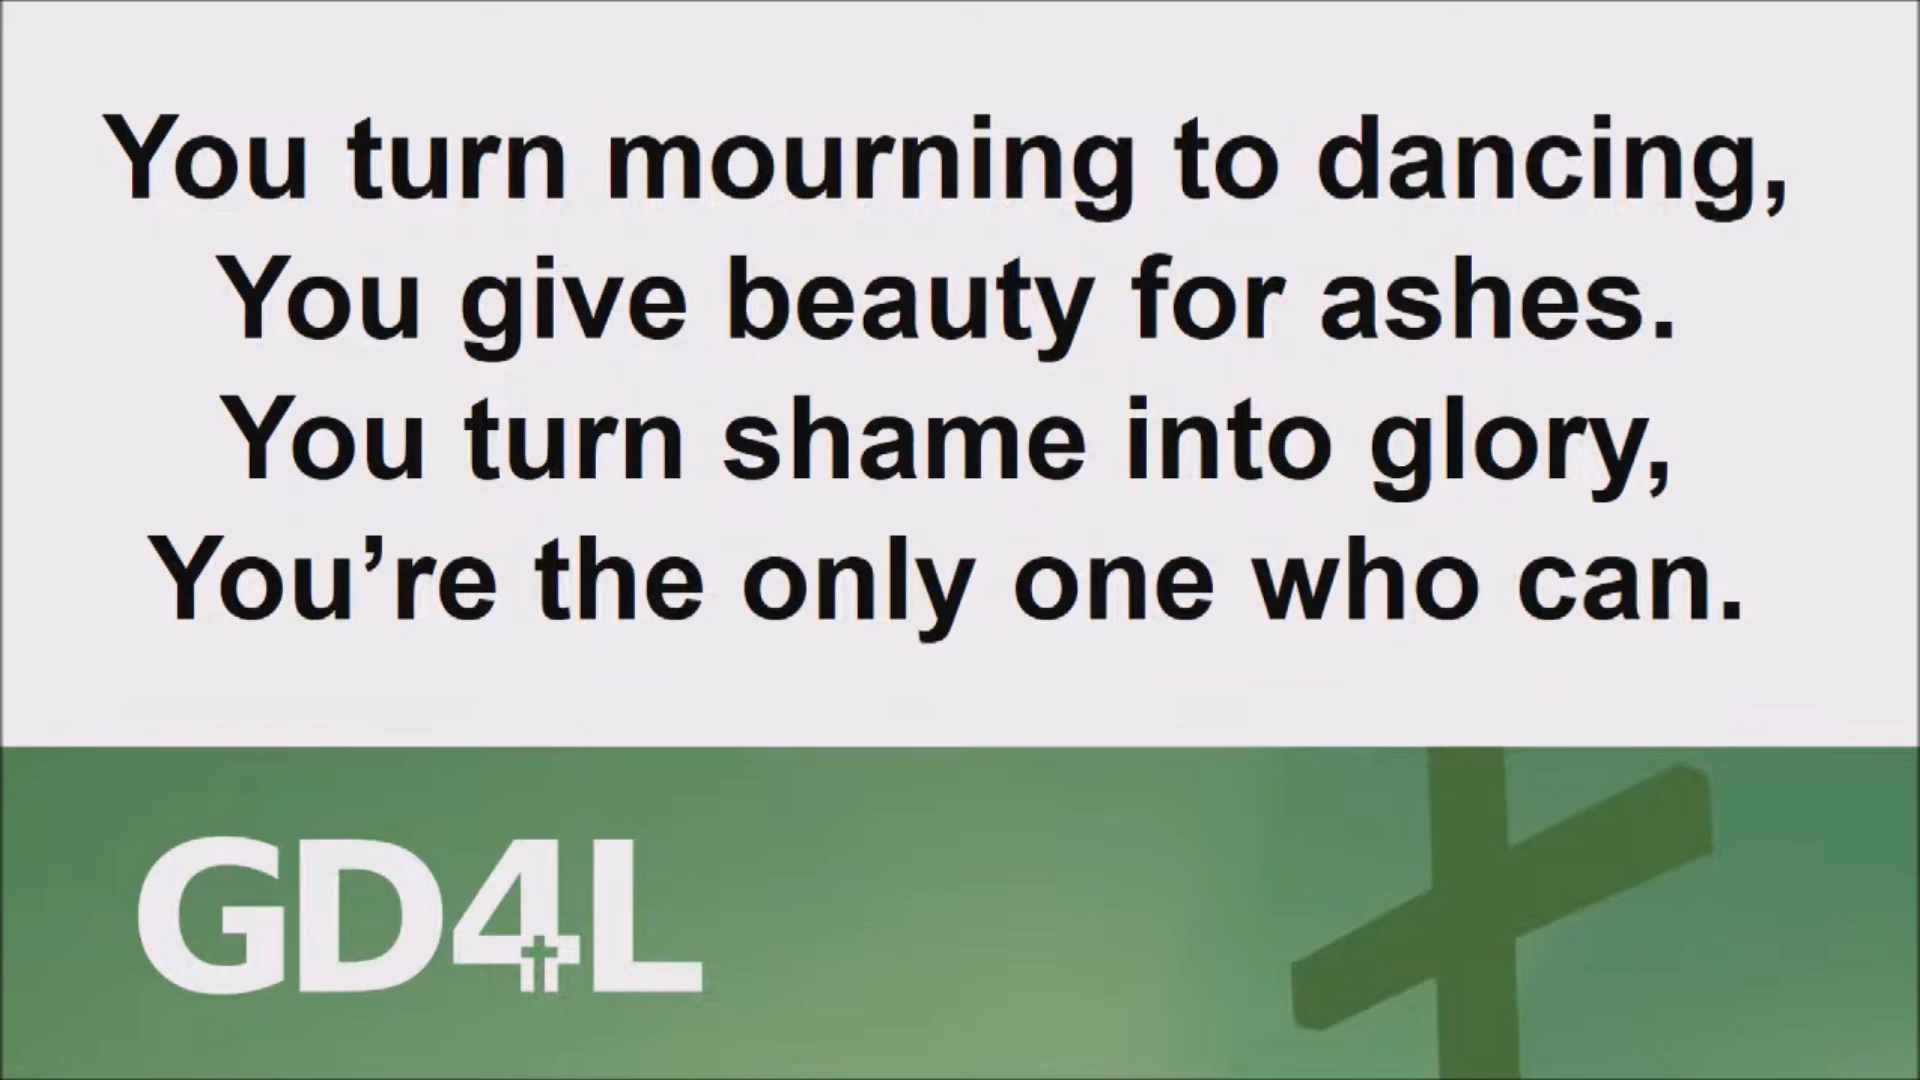 You turn mourning to dancing,
You give beauty for ashes.
You turn shame into glory,
You’re the only one who can.
GD4L